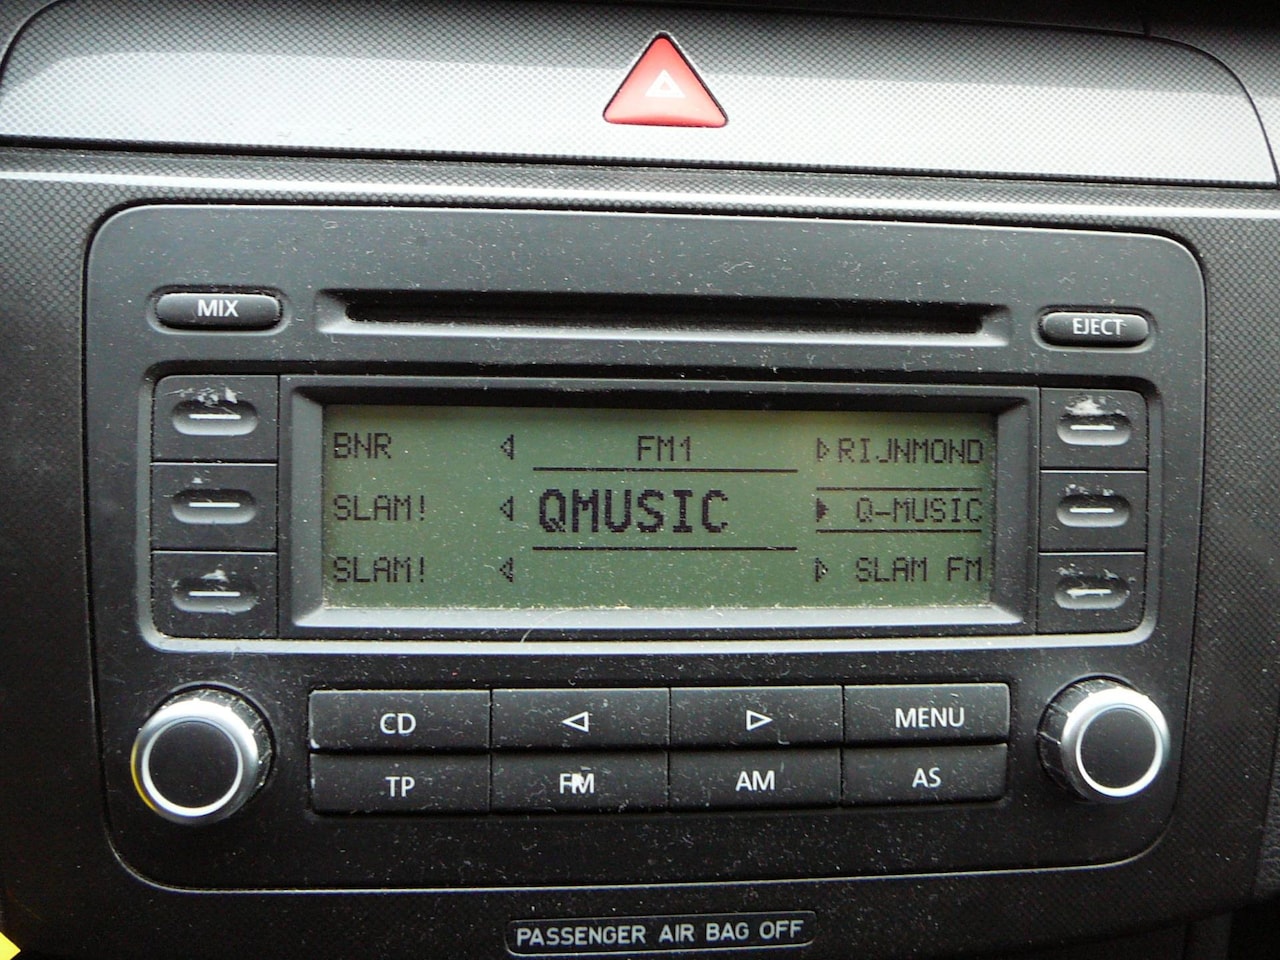 MIX
EJECT
BNR FM1 RIJNMOND
SLAM! QMUSIC Q-MUSIC
SLAM! SLAM FM
CD MENU
TP FM AM AS
PASSENGER AIR BAG OFF